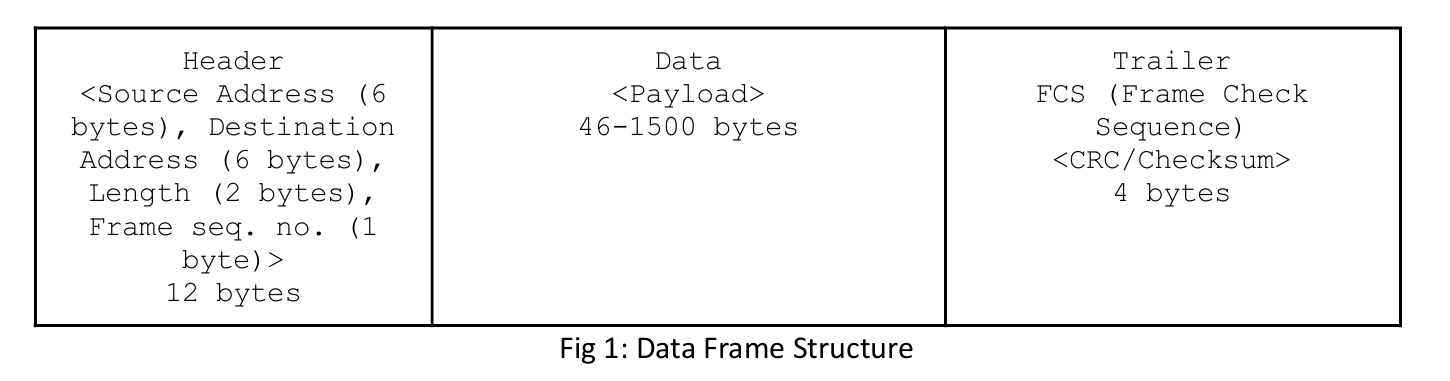 Header
<Source Address (6
bytes), Destination
Address (6 bytes),
Length (2 bytes),
Frame seq. no. (1
byte)>
12 bytes
Data
<Payload>
46-1500 bytes
Trailer
FCS (Frame Check
Sequence)
<CRC/Checksum>
4 bytes
Fig 1: Data Frame Structure